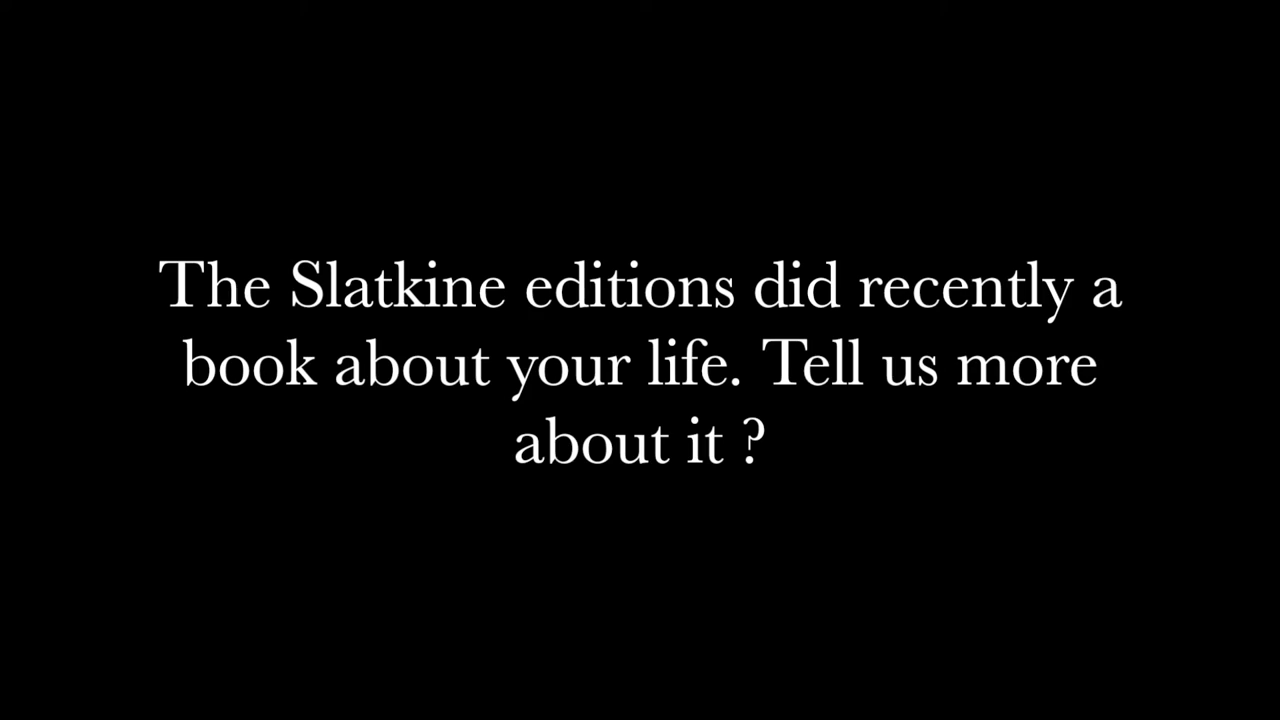 The Slatkine editions did recently a
book about your life. Tell us more
about it ?